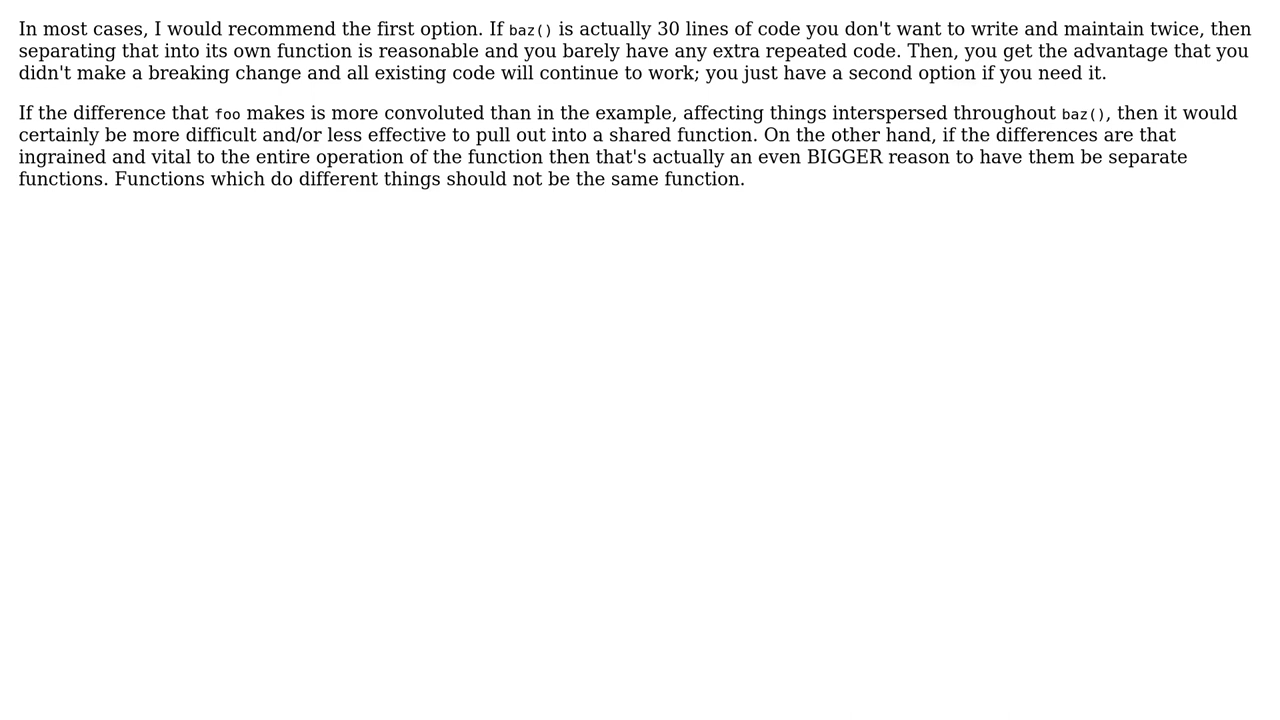 In most cases, I would recommend the first option. If baz() is actually 30 lines of code you don't want to write and maintain twice, then
separating that into its own function is reasonable and you barely have any extra repeated code. Then, you get the advantage that you
didn't make a breaking change and all existing code will continue to work; you just have a second option if you need it.
If the difference that foo makes is more convoluted than in the example, affecting things interspersed throughout baz(), then it would
certainly be more difficult and/or less effective to pull out into a shared function. On the other hand, if the differences are that
ingrained and vital to the entire operation of the function then that's actually an even BIGGER reason to have them be separate
functions. Functions which do different things should not be the same function.